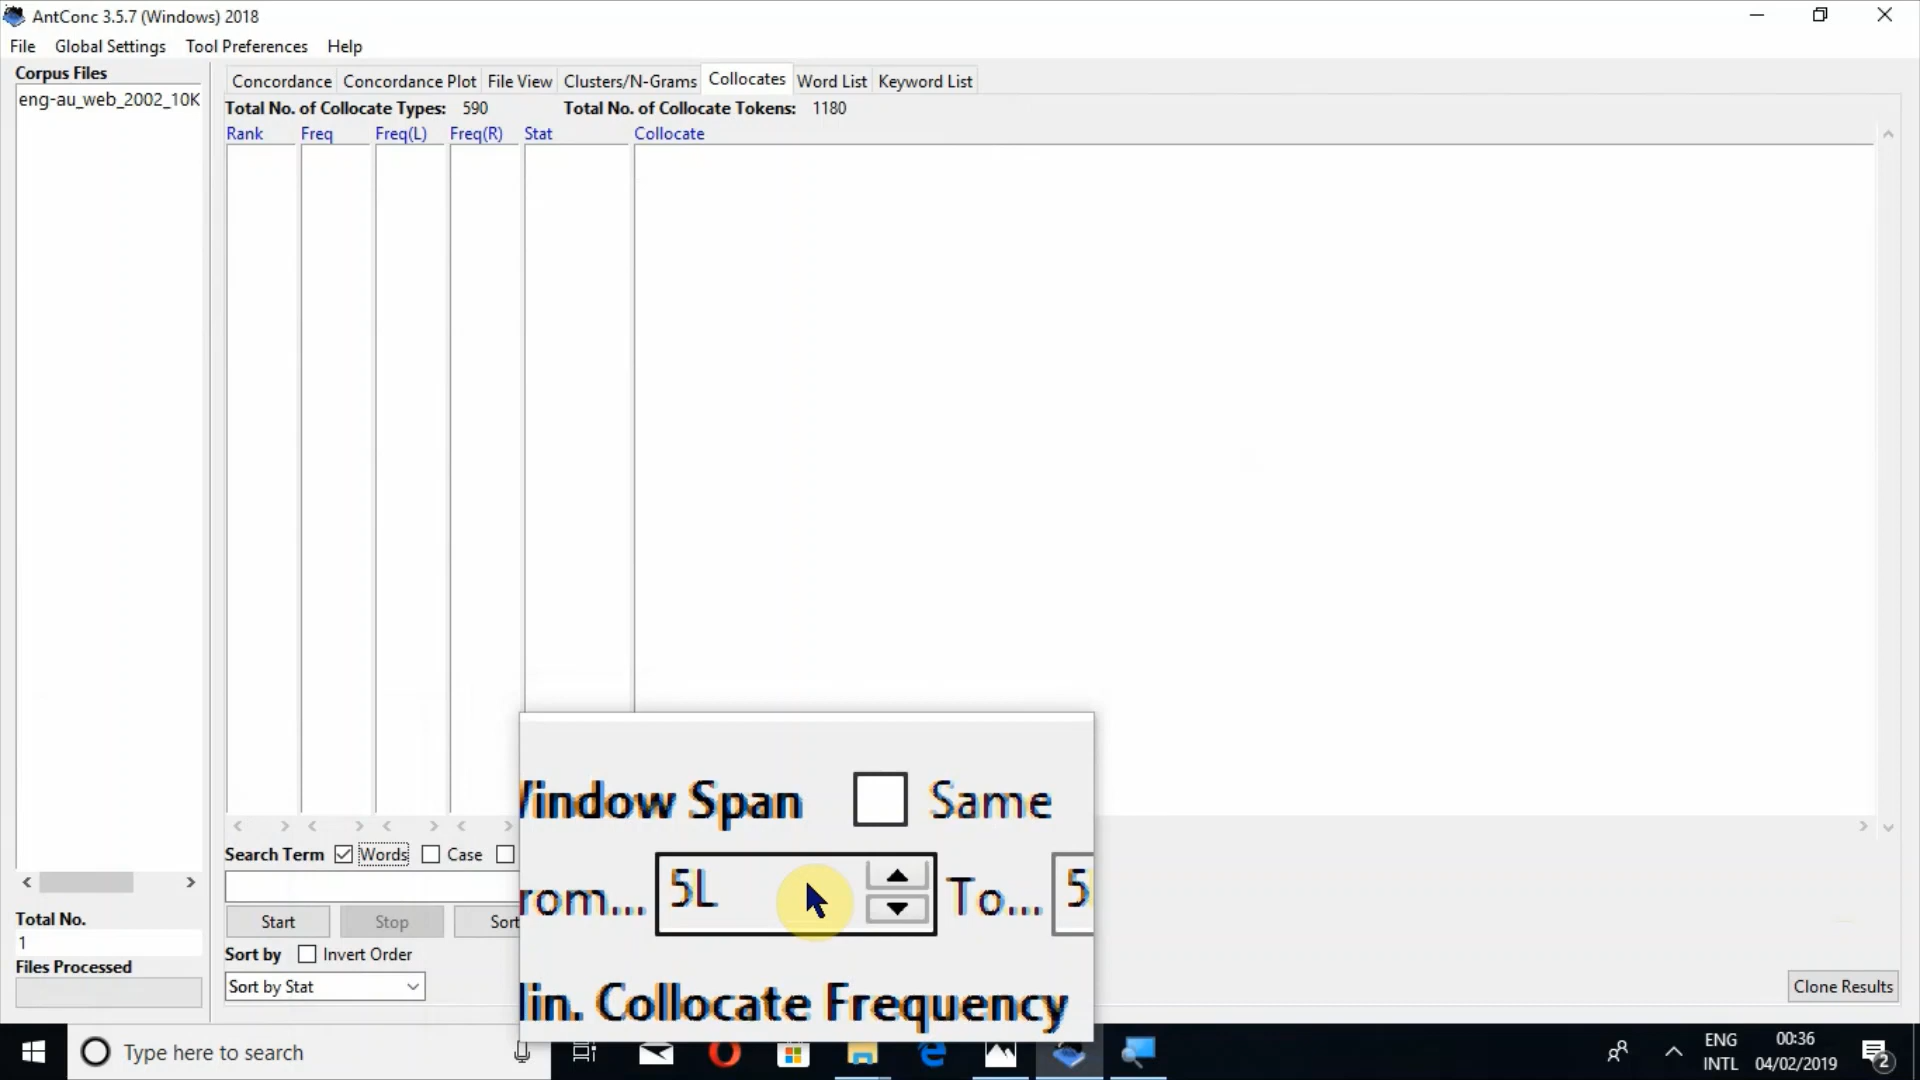 AntConc 3.5.7 (Windows) 2018
File Global Settings Tool Preferences Help
Corpus Files
eng-au_web_2002_10K
Concordance Concordance Plot File View Clusters/N-Grams Collocates Word List Keyword List
Total No. of Collocate Types: 590 Total No. of Collocate Tokens: 1180
Rank Freq Freq(L) Freq(R) Stat Collocate
Window Span Same
Search Term Words Case
rom... 5L To... 5
Start Stop Sort
Total No.
1
Sort by Invert Order
Files Processed
Sort by Stat
Min. Collocate Frequency
Clone Results
Type here to search
ENG
INTL
00:36
04/02/2019
2